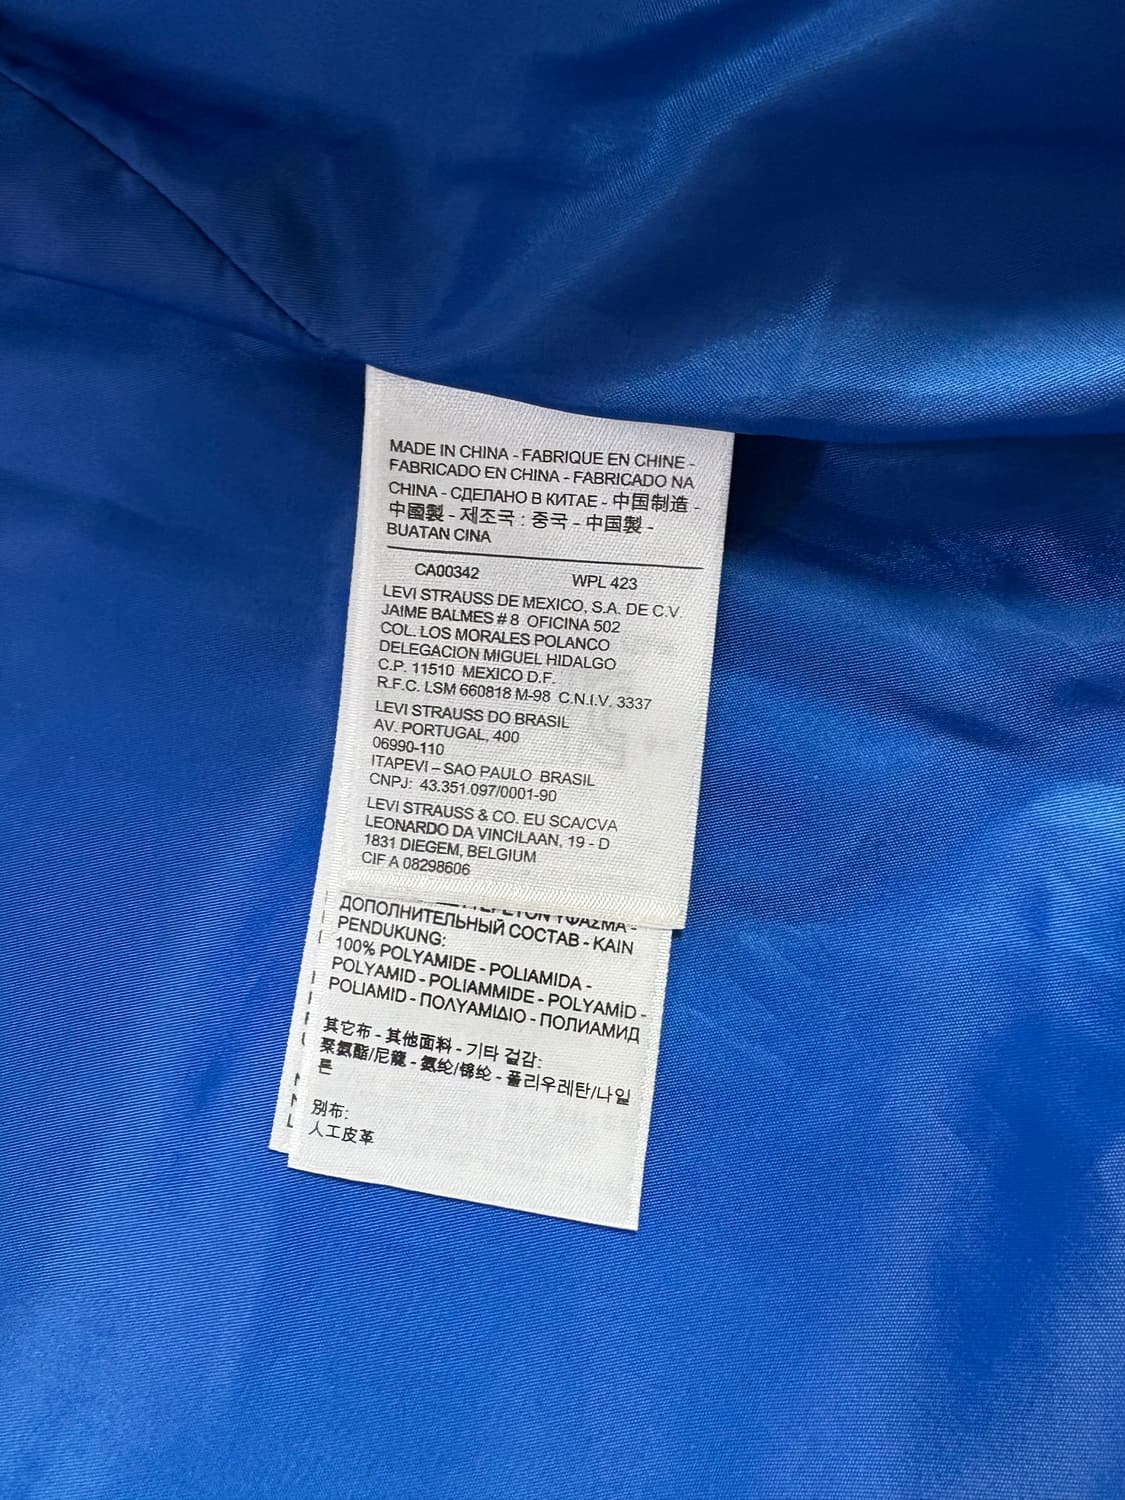 MADE IN CHINA - FABRIQUE EN CHINE -
FABRICADO EN CHINA - FABRICADO NA
CHINA - СДЕЛАНО В КИТАЕ - 中国制造 -
中國製 - 제조국 : 중국 - 中国製 -
BUATAN CINA
CA00342 WPL 423
LEVI STRAUSS DE MEXICO, S.A. DE C.V
JAIME BALMES # 8 OFICINA 502
COL. LOS MORALES POLANCO
DELEGACION MIGUEL HIDALGO
C.P. 11510 MEXICO D.F.
R.F.C. LSM 660818 M-98 C.N.I.V. 3337
LEVI STRAUSS DO BRASIL
AV. PORTUGAL, 400
06990-110
ITAPEVI – SAO PAULO BRASIL
CNPJ: 43.351.097/0001-90
LEVI STRAUSS & CO. EU SCA/CVA
LEONARDO DA VINCILAAN, 19 - D
1831 DIEGEM, BELGIUM
CIF A 08298606
ΥΦΑΣΜΑ -
ДОПОЛНИТЕЛЬНЫЙ СОСТАВ - KAIN
PENDUKUNG:
100% POLYAMIDE - POLIAMIDA -
POLYAMID - POLIAMMIDE - POLYAMİD -
POLIAMID - ΠΟΛΥΑΜΙΔΙΟ - ПОЛИАМИД
其它布 - 其他面料 - 기타 겉감:
聚氨酯/尼龍 - 氨纶/锦纶 - 폴리우레탄/나일
론
別布:
人工皮革